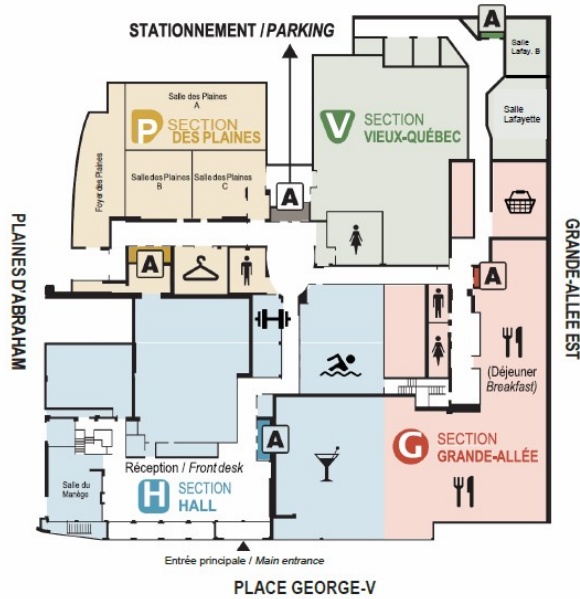 STATIONNEMENT / PARKING
A
Salle
Lafay. B
Salle des Plaines
A
P SECTION
DES PLAINES
V SECTION
VIEUX-QUÉBEC
Salle
Lafayette
Foyer des Plaines
Salle des Plaines
B
Salle des Plaines
C
A
PLAINES D'ABRAHAM
GRANDE-ALLEE EST
A
A
(Déjeuner
Breakfast)
A
G SECTION
GRANDE-ALLÉE
Réception / Front desk
Salle du
Manège
H SECTION
HALL
Entrée principale / Main entrance
PLACE GEORGE-V